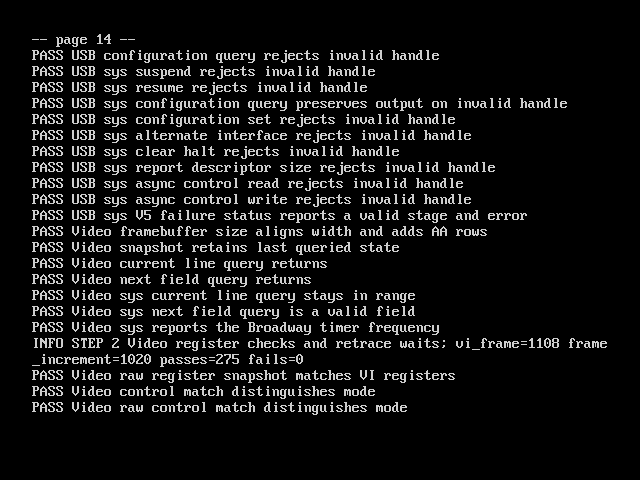 -- page 14 --
PASS USB configuration query rejects invalid handle
PASS USB sys suspend rejects invalid handle
PASS USB sys resume rejects invalid handle
PASS USB sys configuration query preserves output on invalid handle
PASS USB sys configuration set rejects invalid handle
PASS USB sys alternate interface rejects invalid handle
PASS USB sys clear halt rejects invalid handle
PASS USB sys report descriptor size rejects invalid handle
PASS USB sys async control read rejects invalid handle
PASS USB sys async control write rejects invalid handle
PASS USB sys V5 failure status reports a valid stage and error
PASS Video framebuffer size aligns width and adds AA rows
PASS Video snapshot retains last queried state
PASS Video current line query returns
PASS Video next field query returns
PASS Video sys current line query stays in range
PASS Video sys next field query is a valid field
PASS Video sys reports the Broadway timer frequency
INFO STEP 2 Video register checks and retrace waits; vi_frame=1108 frame
_increment=1020 passes=275 fails=0
PASS Video raw register snapshot matches VI registers
PASS Video control match distinguishes mode
PASS Video raw control match distinguishes mode